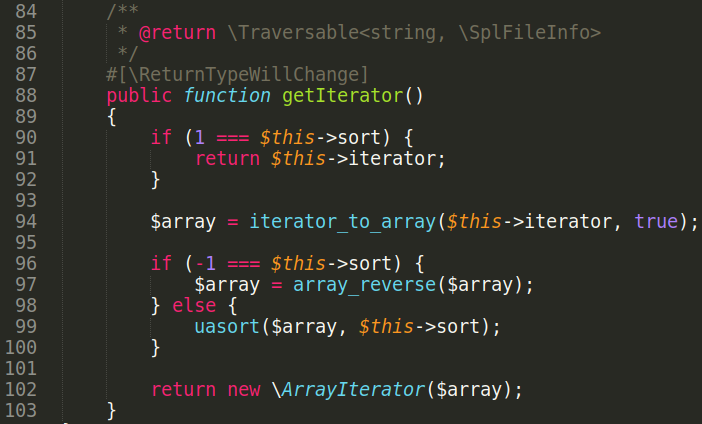 84 /**
85  * @return \Traversable<string, \SplFileInfo>
86  */
87 #[\ReturnTypeWillChange]
88 public function getIterator()
89 {
90     if (1 === $this->sort) {
91         return $this->iterator;
92     }
93
94     $array = iterator_to_array($this->iterator, true);
95
96     if (-1 === $this->sort) {
97         $array = array_reverse($array);
98     } else {
99         uasort($array, $this->sort);
100     }
101
102     return new \ArrayIterator($array);
103 }